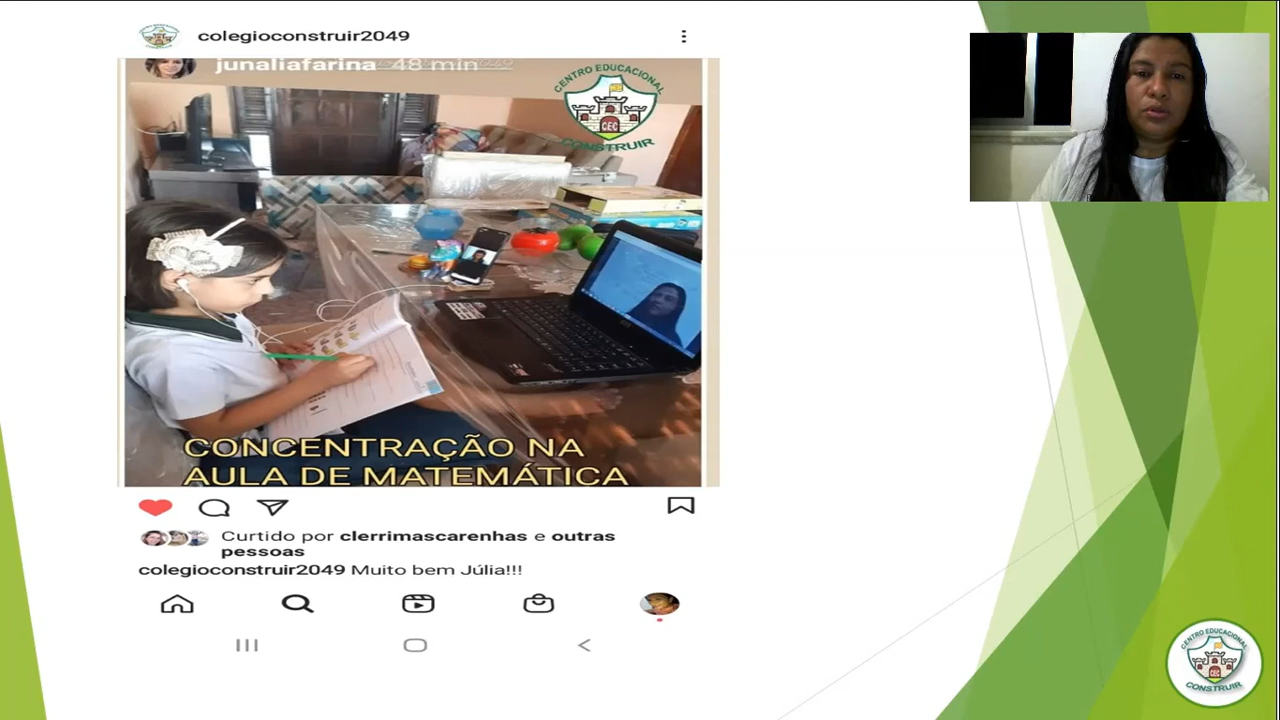 colegioconstruir2049
junaliafarina 48 min
CENTRO EDUCACIONAL
CEC
CONSTRUIR
CONCENTRAÇÃO NA
AULA DE MATEMÁTICA
Curtido por clerrimascarenhas e outras
pessoas
colegioconstruir2049 Muito bem Júlia!!!
CENTRO EDUCACIONAL
CEC
CONSTRUIR